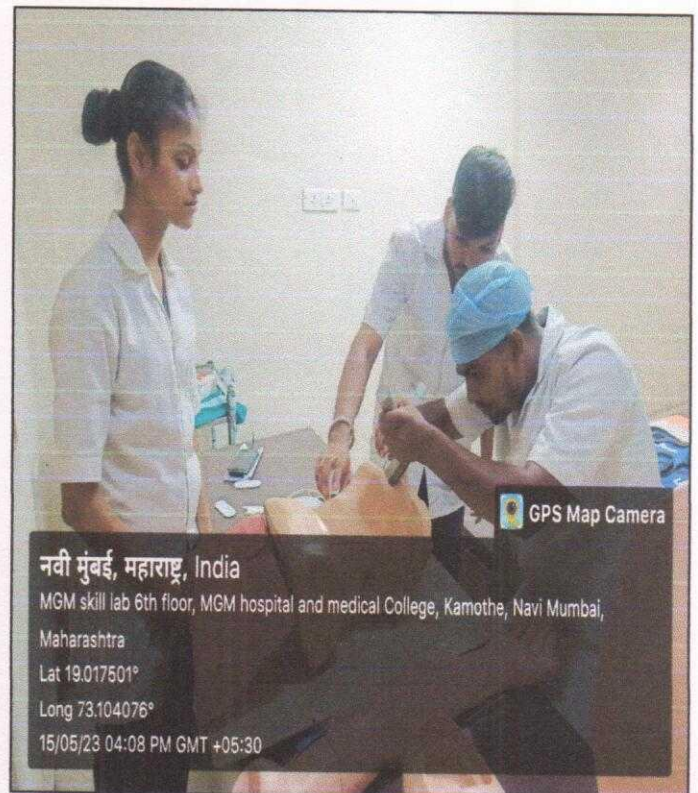 GPS Map Camera
नवी मुंबई, महाराष्ट्र, India
MGM skill lab 6th floor, MGM hospital and medical College, Kamothe, Navi Mumbai,
Maharashtra
Lat 19.017501°
Long 73.104076°
15/05/23 04:08 PM GMT +05:30